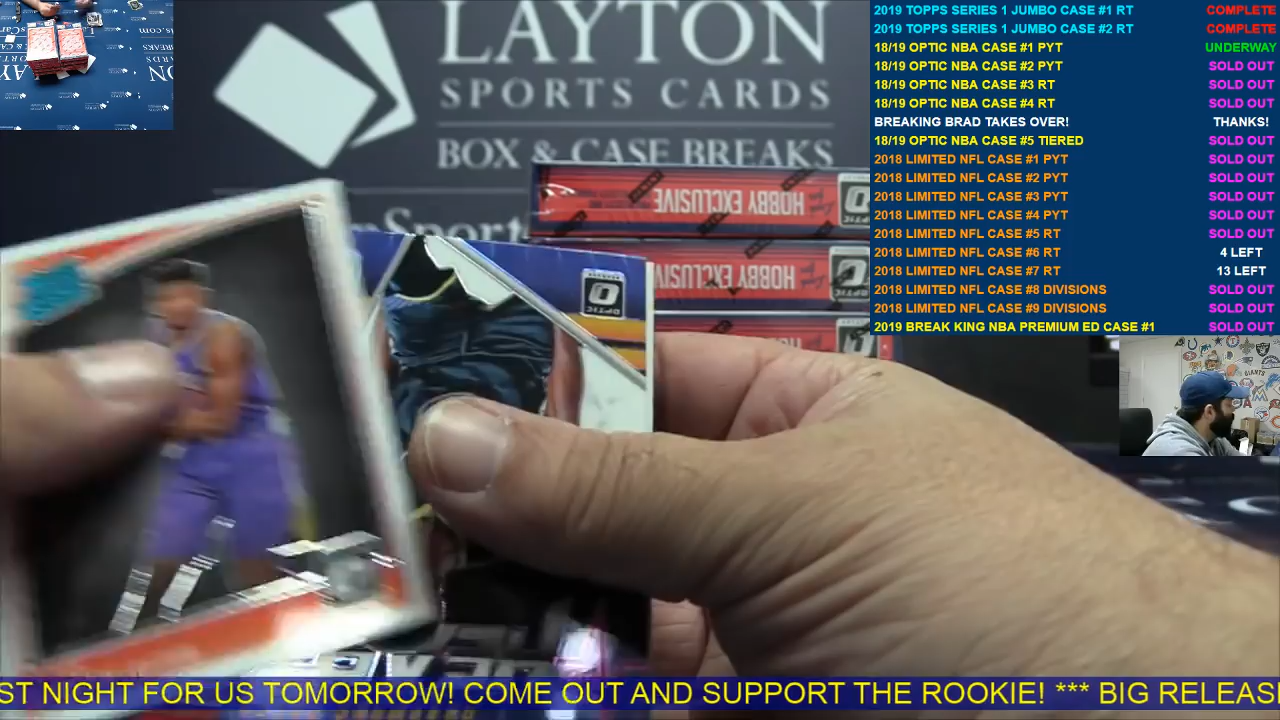 LAYTON
SPORTS CARDS
BOX & CASE BREAKS
HOBBY EXCLUSIVE
HOBBY EXCLUSIVE
OPTIC
2019 TOPPS SERIES 1 JUMBO CASE #1 RT COMPLETE
2019 TOPPS SERIES 1 JUMBO CASE #2 RT COMPLETE
18/19 OPTIC NBA CASE #1 PYT UNDERWAY
18/19 OPTIC NBA CASE #2 PYT SOLD OUT
18/19 OPTIC NBA CASE #3 RT SOLD OUT
18/19 OPTIC NBA CASE #4 RT SOLD OUT
BREAKING BRAD TAKES OVER! THANKS!
18/19 OPTIC NBA CASE #5 TIERED SOLD OUT
2018 LIMITED NFL CASE #1 PYT SOLD OUT
2018 LIMITED NFL CASE #2 PYT SOLD OUT
2018 LIMITED NFL CASE #3 PYT SOLD OUT
2018 LIMITED NFL CASE #4 PYT SOLD OUT
2018 LIMITED NFL CASE #5 RT SOLD OUT
2018 LIMITED NFL CASE #6 RT 4 LEFT
2018 LIMITED NFL CASE #7 RT 13 LEFT
2018 LIMITED NFL CASE #8 DIVISIONS SOLD OUT
2018 LIMITED NFL CASE #9 DIVISIONS SOLD OUT
2019 BREAK KING NBA PREMIUM ED CASE #1 SOLD OUT
ST NIGHT FOR US TOMORROW! COME OUT AND SUPPORT THE ROOKIE! *** BIG RELEAS